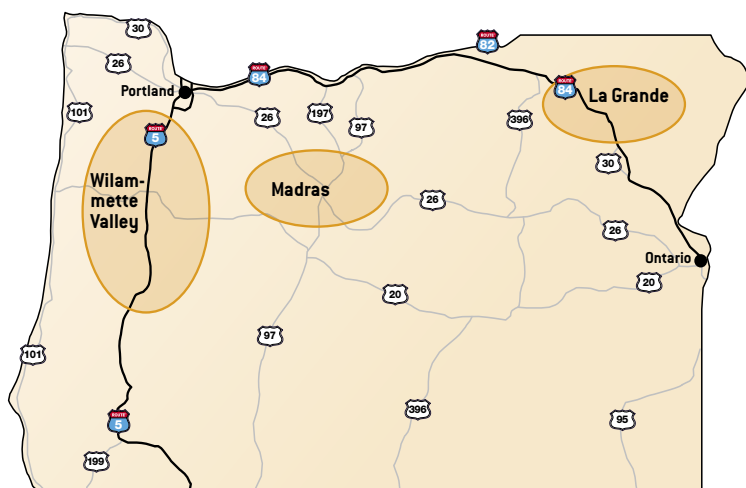 30
ROUTE
82
26
ROUTE
84
Portland
ROUTE
84
La Grande
101
26
197
97
396
ROUTE
5
30
Wilam-
mette
Valley
Madras
26
26
Ontario
20
20
97
101
396
ROUTE
5
95
199